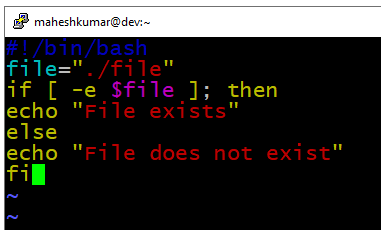 maheshkumar@dev:~
#!/bin/bash
file="./file"
if [ -e $file ]; then
echo "File exists"
else
echo "File does not exist"
fi
~
~